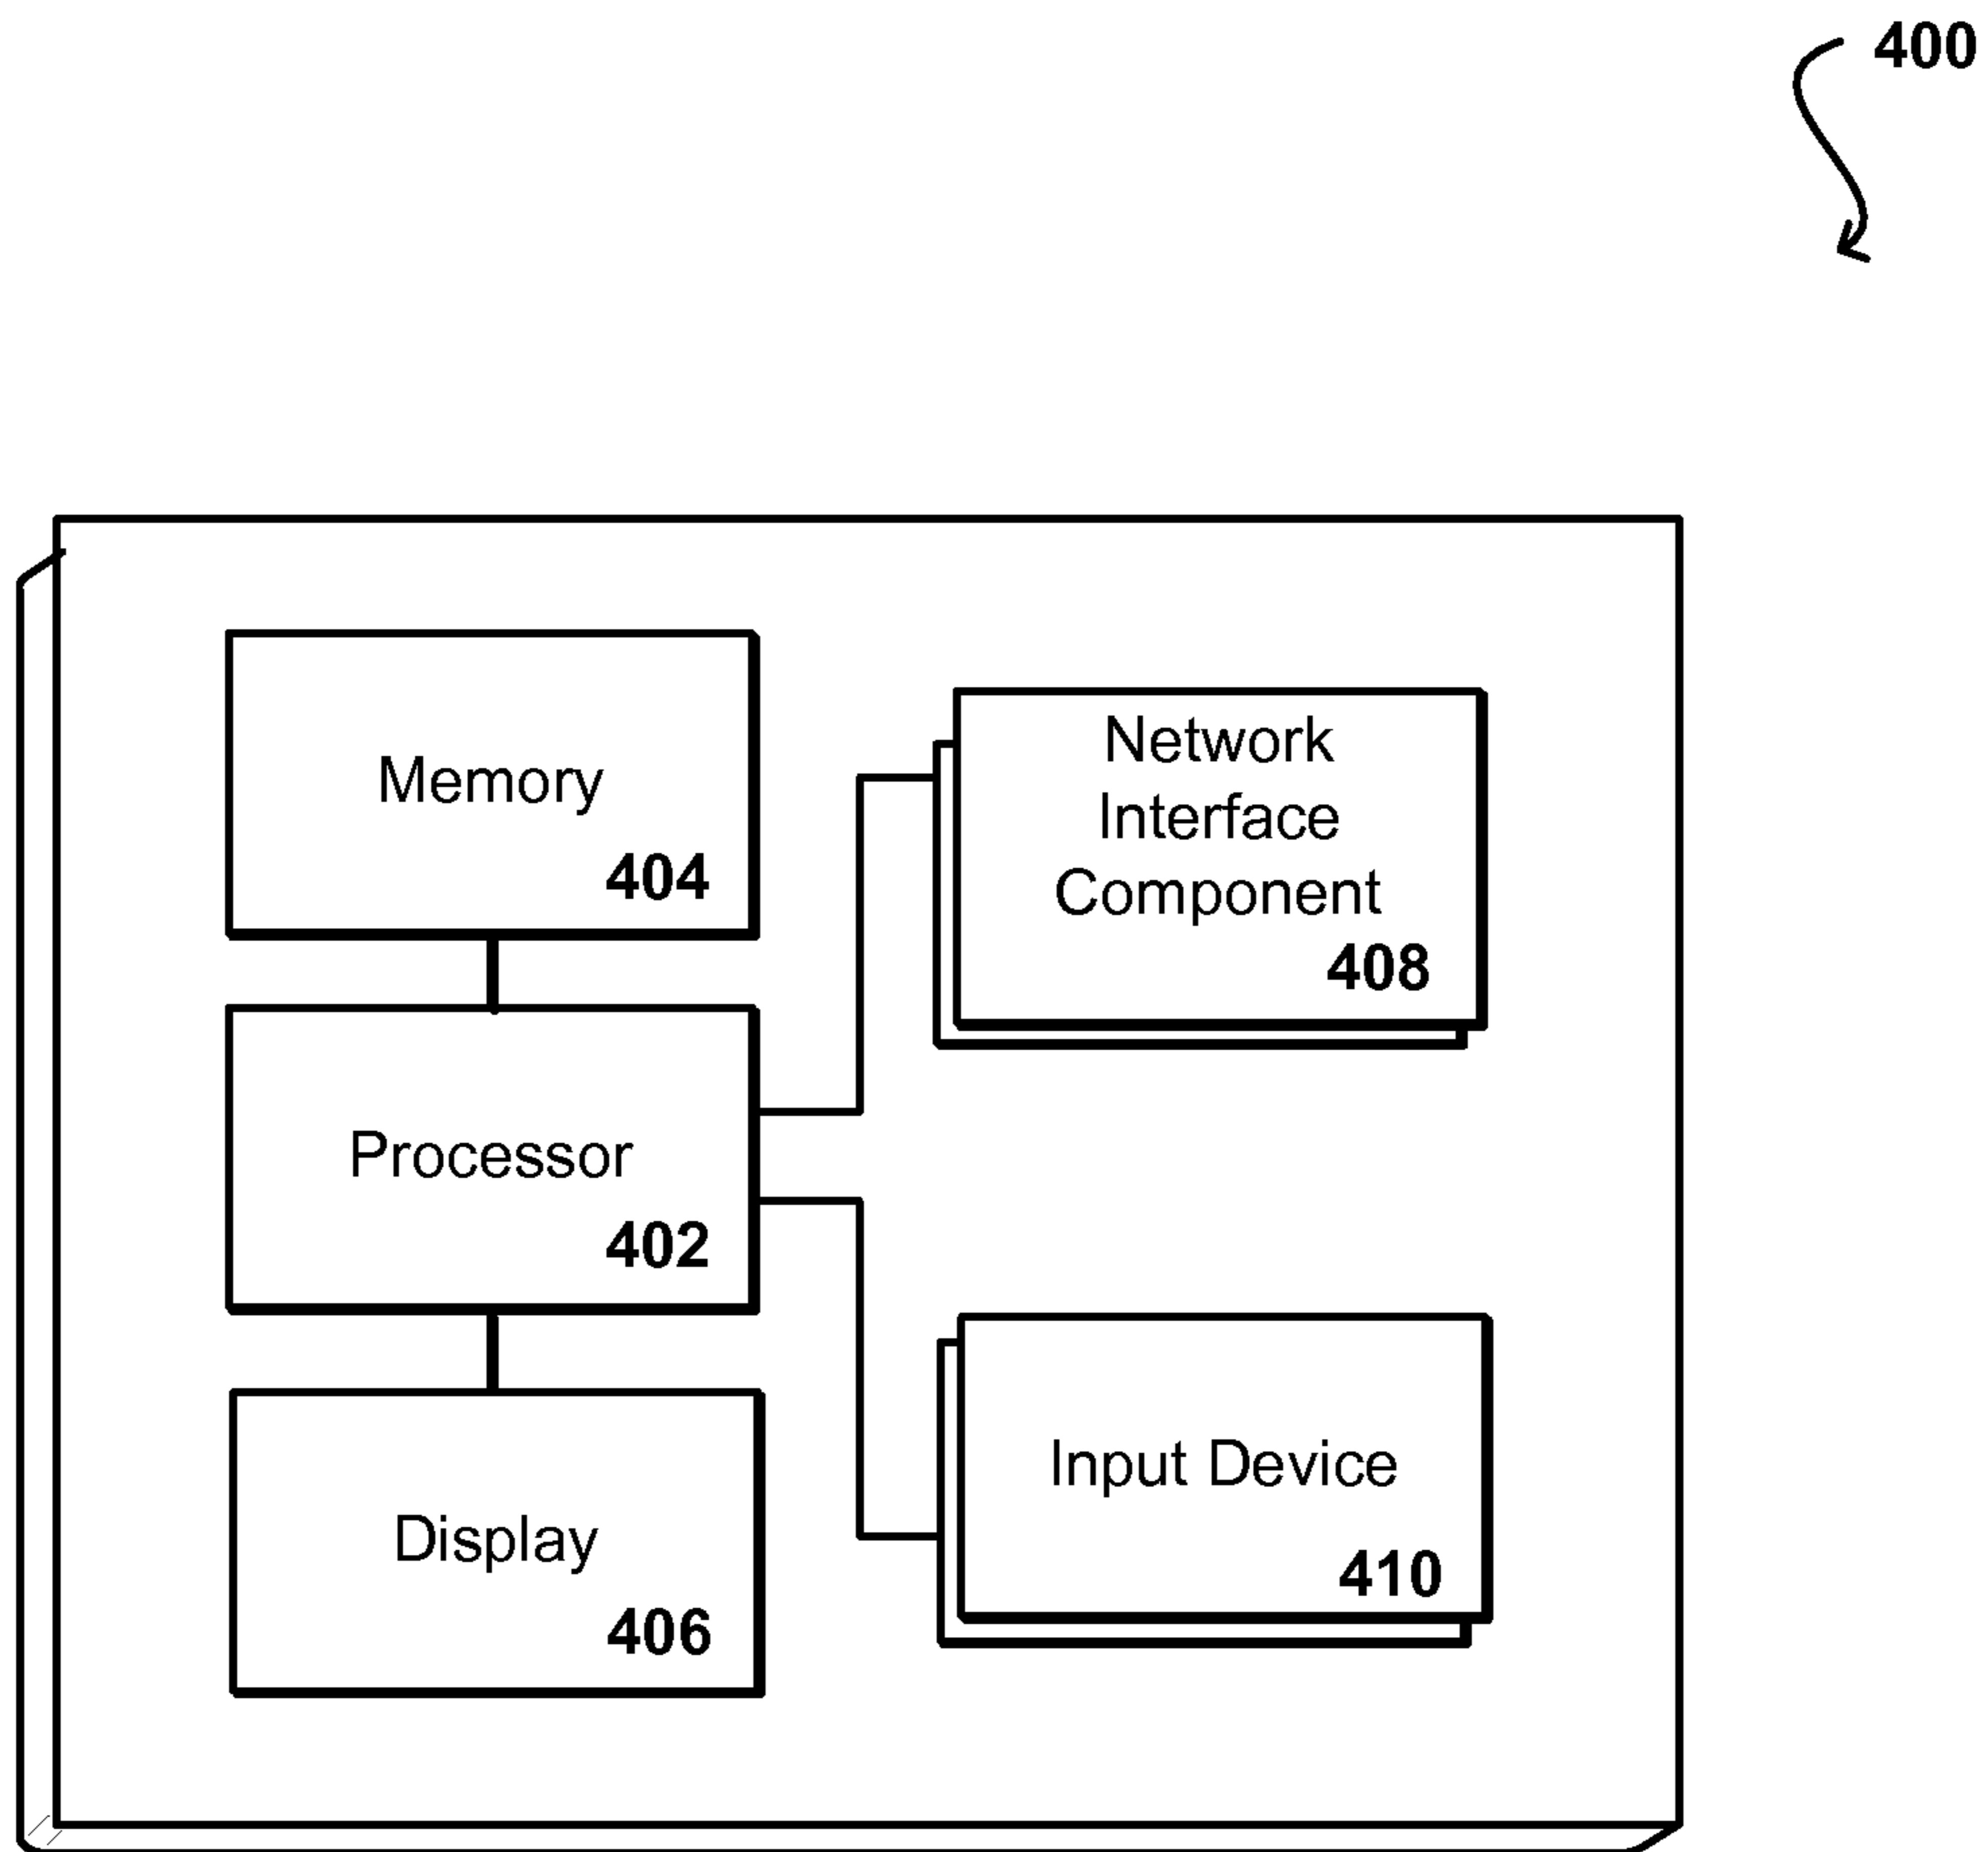 400
Memory
404
Network
Interface
Component
408
Processor
402
Input Device
410
Display
406